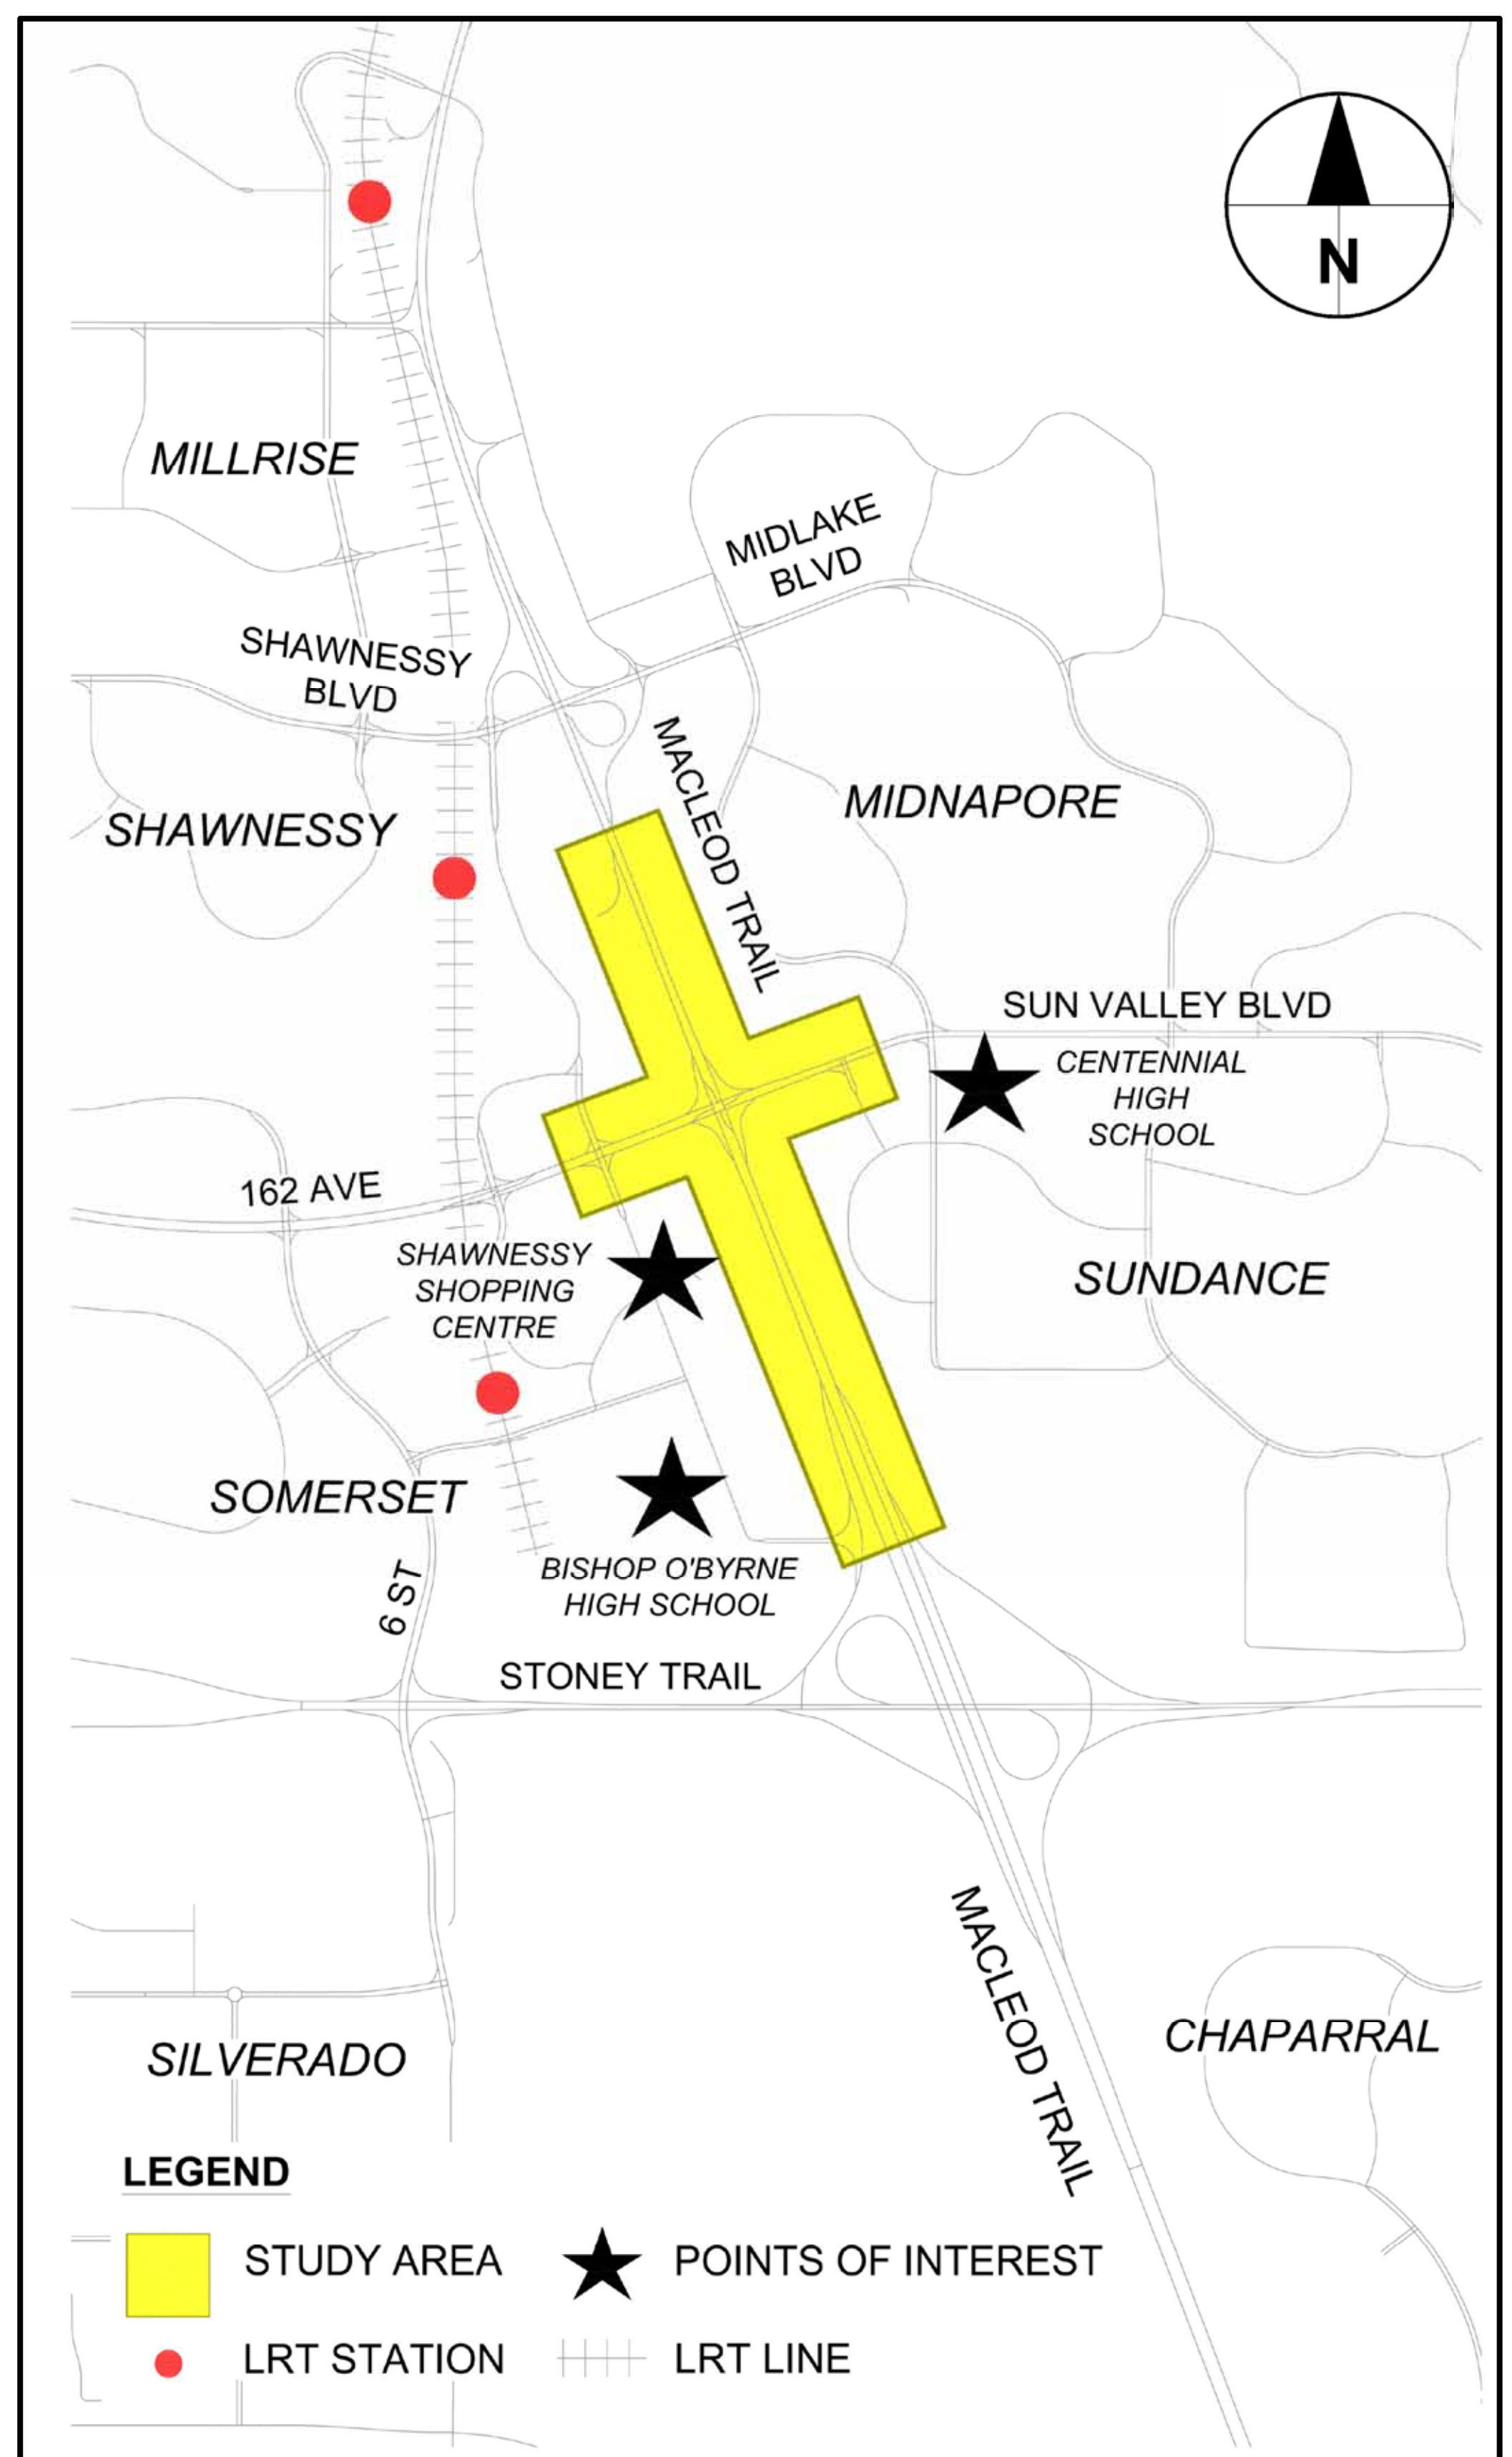 N
MILLRISE
MIDLAKE
BLVD
SHAWNESSY
BLVD
MACLEOD TRAIL
MIDNAPORE
SHAWNESSY
SUN VALLEY BLVD
CENTENNIAL
HIGH
SCHOOL
162 AVE
SHAWNESSY
SHOPPING
CENTRE
SUNDANCE
SOMERSET
BISHOP O'BYRNE
HIGH SCHOOL
6 ST
STONEY TRAIL
MACLEOD TRAIL
CHAPARRAL
SILVERADO
LEGEND
STUDY AREA
POINTS OF INTEREST
LRT STATION
LRT LINE